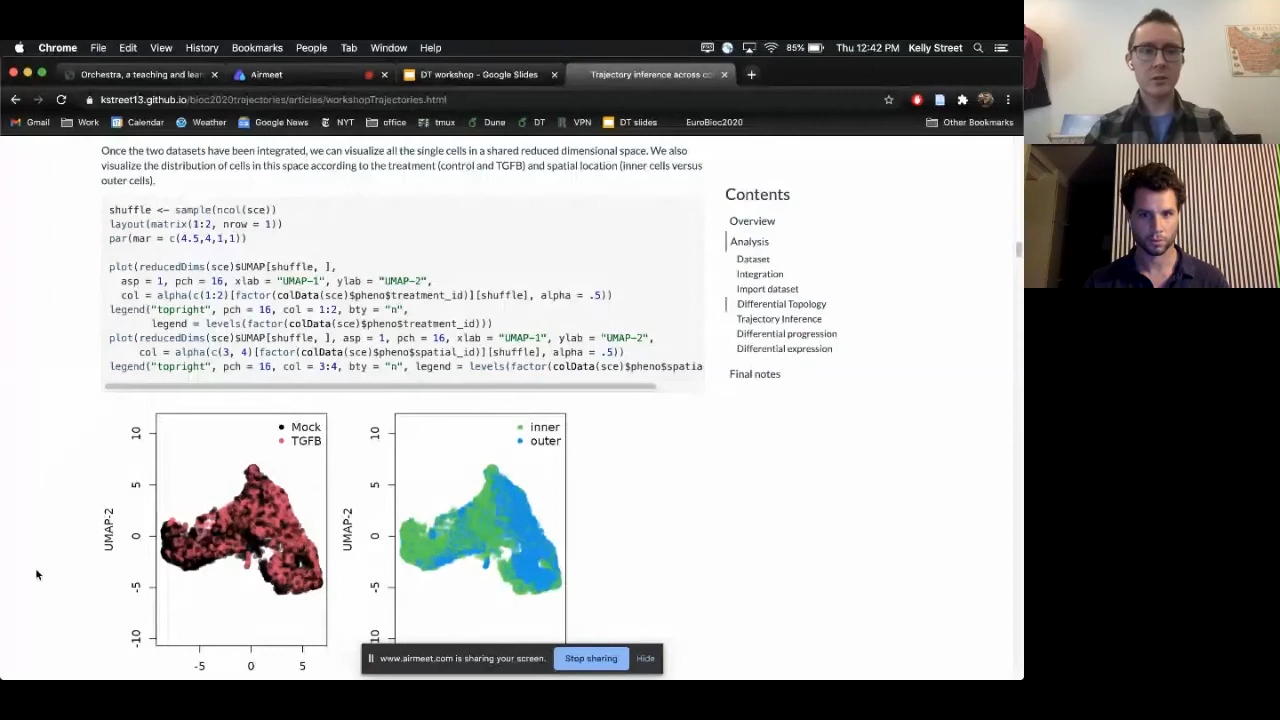 Chrome File Edit View History Bookmarks People Tab Window Help 85% Thu 12:42 PM Kelly Street
Orchestra, a teaching and lear × Airmeet × DT workshop - Google Slides × Trajectory inference across co × +
kstreet13.github.io/bioc2020trajectories/articles/workshopTrajectories.html
Gmail Work Calendar Weather Google News NYT office tmux Dune DT VPN DT slides EuroBioc2020 Other Bookmarks
Once the two datasets have been integrated, we can visualize all the single cells in a shared reduced dimensional space. We also
visualize the distribution of cells in this space according to the treatment (control and TGFB) and spatial location (inner cells versus
outer cells).
shuffle <- sample(ncol(sce))
layout(matrix(1:2, nrow = 1))
par(mar = c(4.5,4,1,1))
plot(reducedDims(sce)$UMAP[shuffle, ],
asp = 1, pch = 16, xlab = "UMAP-1", ylab = "UMAP-2",
col = alpha(c(1:2)[factor(colData(sce)$pheno$treatment_id)][shuffle], alpha = .5))
legend("topright", pch = 16, col = 1:2, bty = "n",
legend = levels(factor(colData(sce)$pheno$treatment_id)))
plot(reducedDims(sce)$UMAP[shuffle, ], asp = 1, pch = 16, xlab = "UMAP-1", ylab = "UMAP-2",
col = alpha(c(3, 4)[factor(colData(sce)$pheno$spatial_id)][shuffle], alpha = .5))
legend("topright", pch = 16, col = 3:4, bty = "n", legend = levels(factor(colData(sce)$pheno$spatia
Contents
Overview
Analysis
Dataset
Integration
Import dataset
Differential Topology
Trajectory Inference
Differential progression
Differential expression
Final notes
UMAP-2
10
5
0
-5
-10
Mock
TGFB
-5 0 5
UMAP-2
10
5
0
-5
-10
inner
outer
www.airmeet.com is sharing your screen. Stop sharing Hide